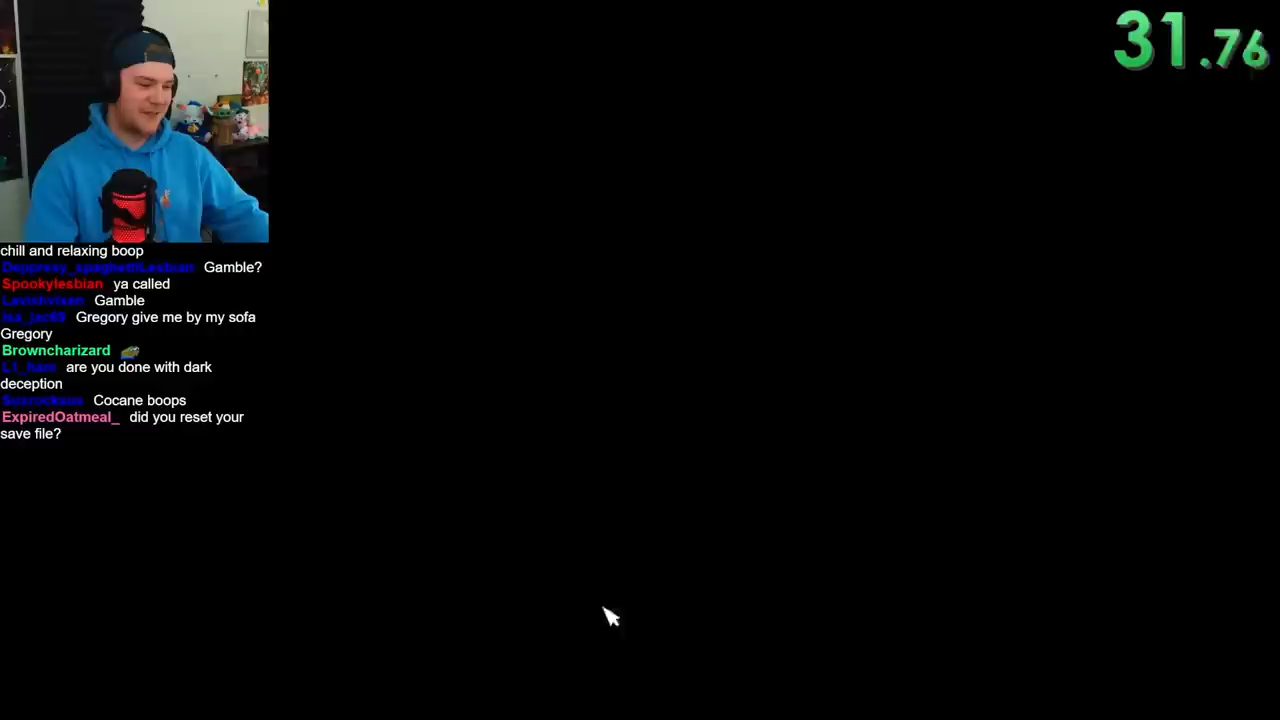 31.76
chill and relaxing boop
Deppresy_spaghettiLesbian Gamble?
Spookylesbian ya called
Gamble
Gregory give me by my sofa
Gregory
Browncharizard
are you done with dark
deception
Cocane boops
ExpiredOatmeal_ did you reset your
save file?